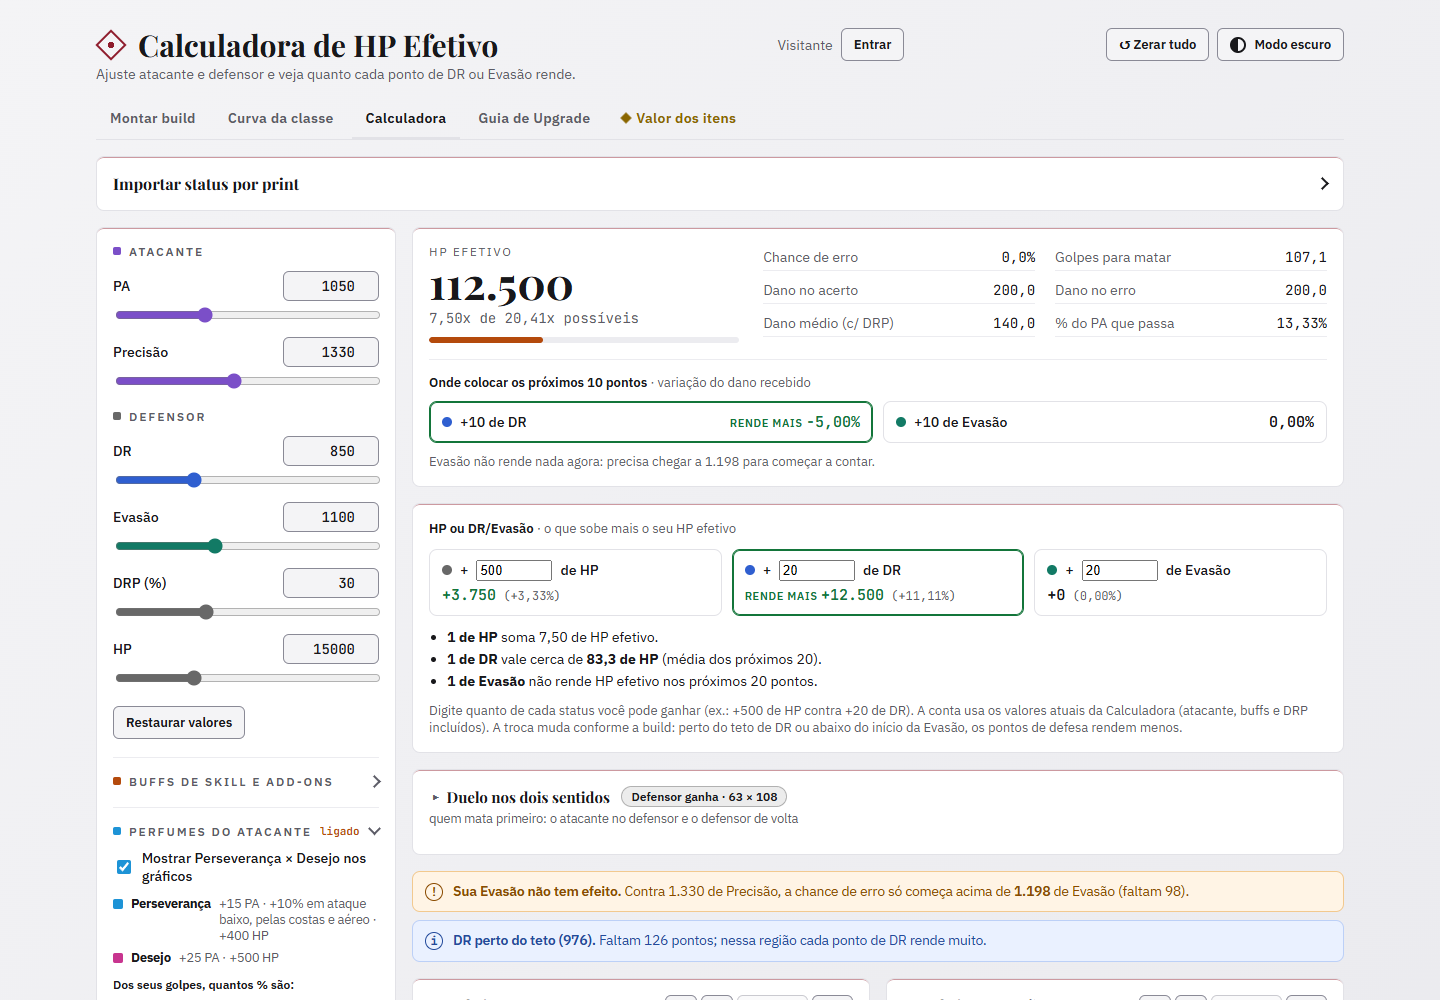 Calculadora de HP Efetivo
Visitante
Entrar
↺ Zerar tudo
Modo escuro
Ajuste atacante e defensor e veja quanto cada ponto de DR ou Evasão rende.
Montar build
Curva da classe
Calculadora
Guia de Upgrade
◆ Valor dos itens
Importar status por print
ATACANTE
PA
1050
Precisão
1330
DEFENSOR
DR
850
Evasão
1100
DRP (%)
30
HP
15000
Restaurar valores
BUFFS DE SKILL E ADD-ONS
PERFUMES DO ATACANTE ligado
Mostrar Perseverança × Desejo nos
gráficos
Perseverança +15 PA · +10% em ataque
baixo, pelas costas e aéreo ·
+400 HP
Desejo +25 PA · +500 HP
Dos seus golpes, quantos % são:
HP EFETIVO
112.500
7,50x de 20,41x possíveis
Chance de erro 0,0%
Golpes para matar 107,1
Dano no acerto 200,0
Dano no erro 200,0
Dano médio (c/ DRP) 140,0
% do PA que passa 13,33%
Onde colocar os próximos 10 pontos · variação do dano recebido
+10 de DR RENDE MAIS -5,00%
+10 de Evasão 0,00%
Evasão não rende nada agora: precisa chegar a 1.198 para começar a contar.
HP ou DR/Evasão · o que sobe mais o seu HP efetivo
+ 500 de HP
+3.750 (+3,33%)
+ 20 de DR
RENDE MAIS +12.500 (+11,11%)
+ 20 de Evasão
+0 (0,00%)
• 1 de HP soma 7,50 de HP efetivo.
• 1 de DR vale cerca de 83,3 de HP (média dos próximos 20).
• 1 de Evasão não rende HP efetivo nos próximos 20 pontos.
Digite quanto de cada status você pode ganhar (ex.: +500 de HP contra +20 de DR). A conta usa os valores atuais da Calculadora (atacante, buffs e DRP
incluídos). A troca muda conforme a build: perto do teto de DR ou abaixo do início da Evasão, os pontos de defesa rendem menos.
▸ Duelo nos dois sentidos
Defensor ganha · 63 × 108
quem mata primeiro: o atacante no defensor e o defensor de volta
Sua Evasão não tem efeito. Contra 1.330 de Precisão, a chance de erro só começa acima de 1.198 de Evasão (faltam 98).
DR perto do teto (976). Faltam 126 pontos; nessa região cada ponto de DR rende muito.